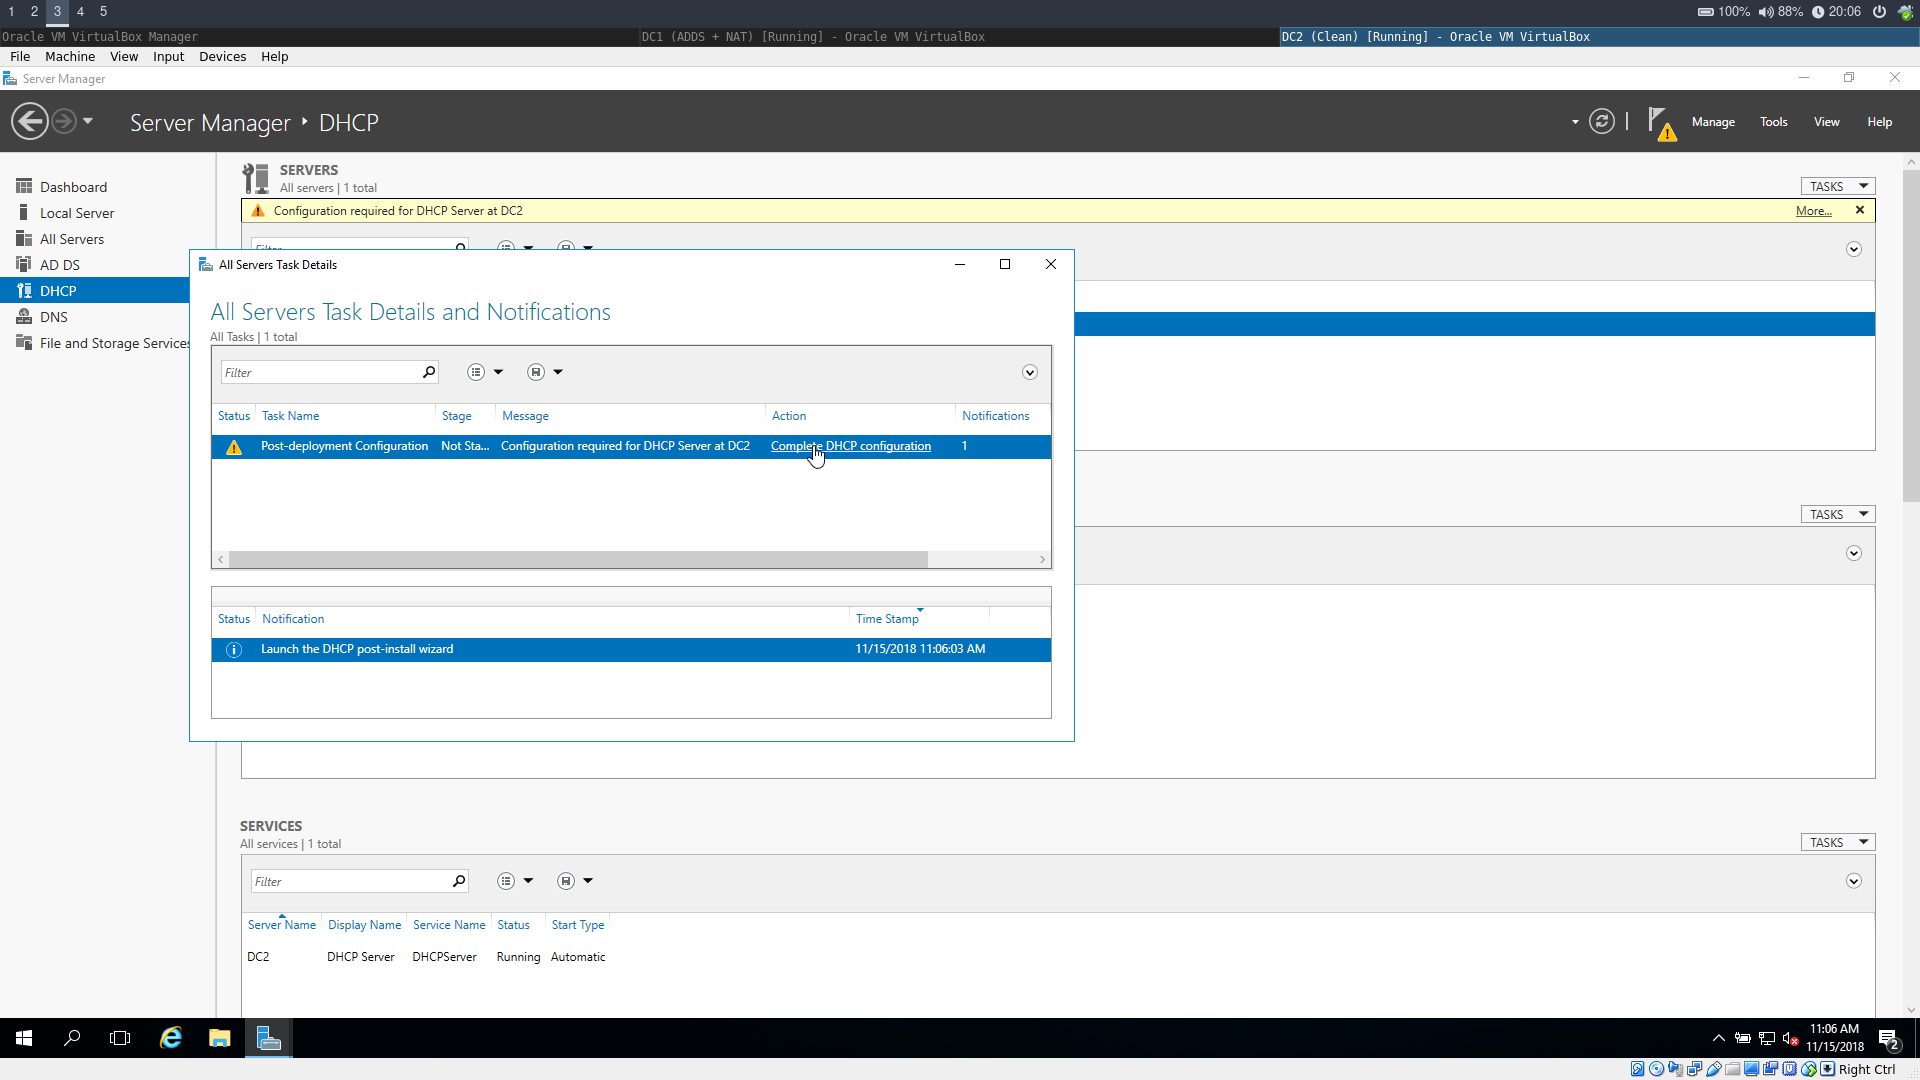 1 2 3 4 5
100% 88% 20:06
Oracle VM VirtualBox Manager
DC1 (ADDS + NAT) [Running] - Oracle VM VirtualBox
DC2 (Clean) [Running] - Oracle VM VirtualBox
File Machine View Input Devices Help
Server Manager
Server Manager DHCP
Manage Tools View Help
Dashboard
Local Server
All Servers
AD DS
DHCP
DNS
File and Storage Services
SERVERS
All servers | 1 total
TASKS
Configuration required for DHCP Server at DC2
More...
Filter
All Servers Task Details
All Servers Task Details and Notifications
All Tasks | 1 total
Filter
Status Task Name Stage Message Action Notifications
Post-deployment Configuration Not Sta... Configuration required for DHCP Server at DC2 Complete DHCP configuration 1
Status Notification Time Stamp
Launch the DHCP post-install wizard 11/15/2018 11:06:03 AM
TASKS
SERVICES
All services | 1 total
TASKS
Filter
Server Name Display Name Service Name Status Start Type
DC2 DHCP Server DHCPServer Running Automatic
11:06 AM
11/15/2018
2
Right Ctrl